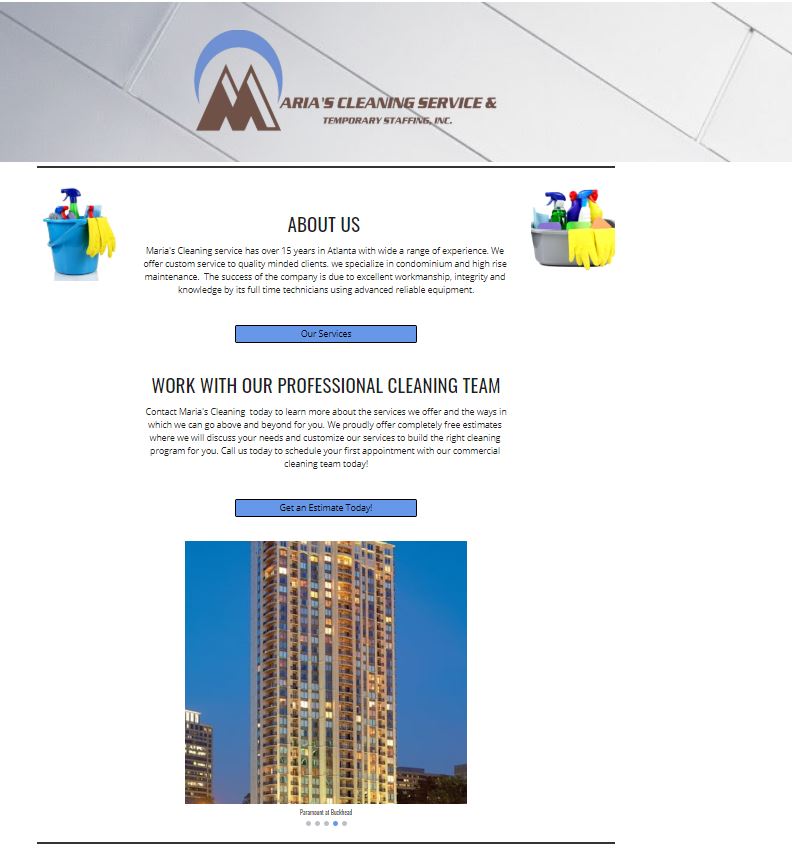 MARIA'S CLEANING SERVICE &
TEMPORARY STAFFING, INC.
ABOUT US
Maria's Cleaning service has over 15 years in Atlanta with wide a range of experience. We
offer custom service to quality minded clients. we specialize in condominium and high rise
maintenance. The success of the company is due to excellent workmanship, integrity and
knowledge by its full time technicians using advanced reliable equipment.
Our Services
WORK WITH OUR PROFESSIONAL CLEANING TEAM
Contact Maria's Cleaning today to learn more about the services we offer and the ways in
which we can go above and beyond for you. We proudly offer completely free estimates
where we will discuss your needs and customize our services to build the right cleaning
program for you. Call us today to schedule your first appointment with our commercial
cleaning team today!
Get an Estimate Today!
Paramount at Buckhead